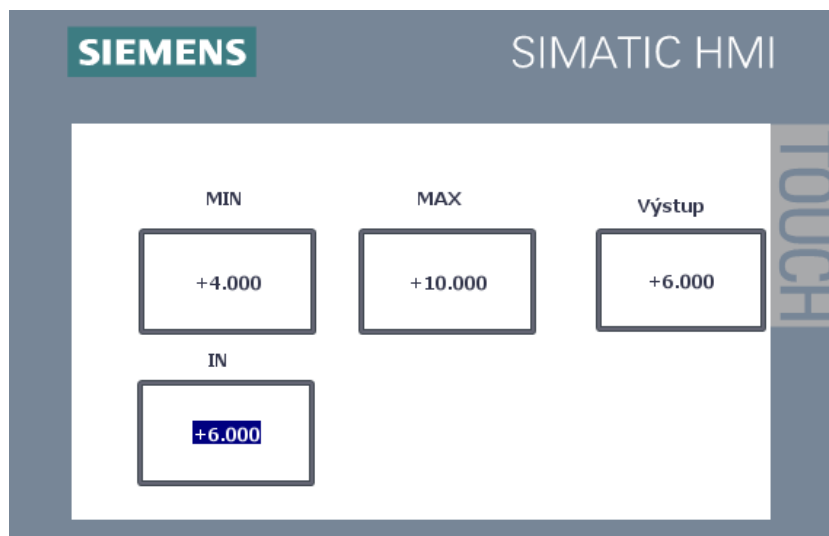 SIEMENS
SIMATIC HMI
TOUCH
MIN
MAX
Výstup
+4.000
+10.000
+6.000
IN
+6.000